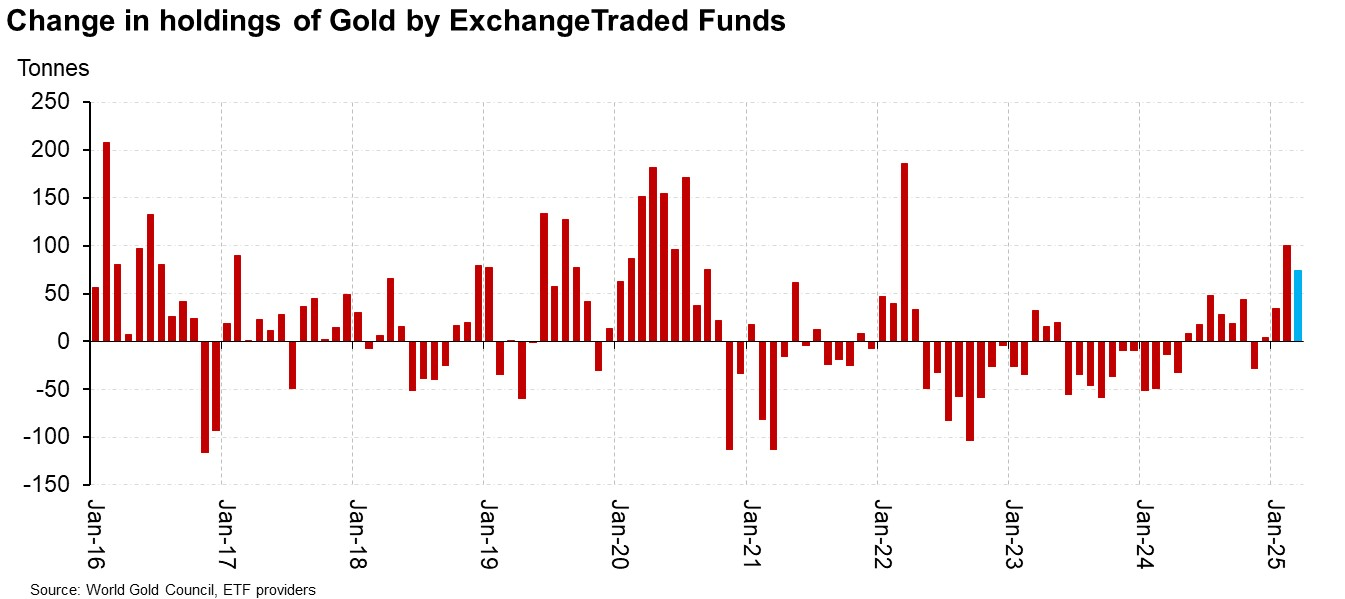 Change in holdings of Gold by ExchangeTraded Funds
Tonnes
250
200
150
100
50
0
-50
-100
-150
Jan-16
Jan-17
Jan-18
Jan-19
Jan-20
Jan-21
Jan-22
Jan-23
Jan-24
Jan-25
Source: World Gold Council, ETF providers